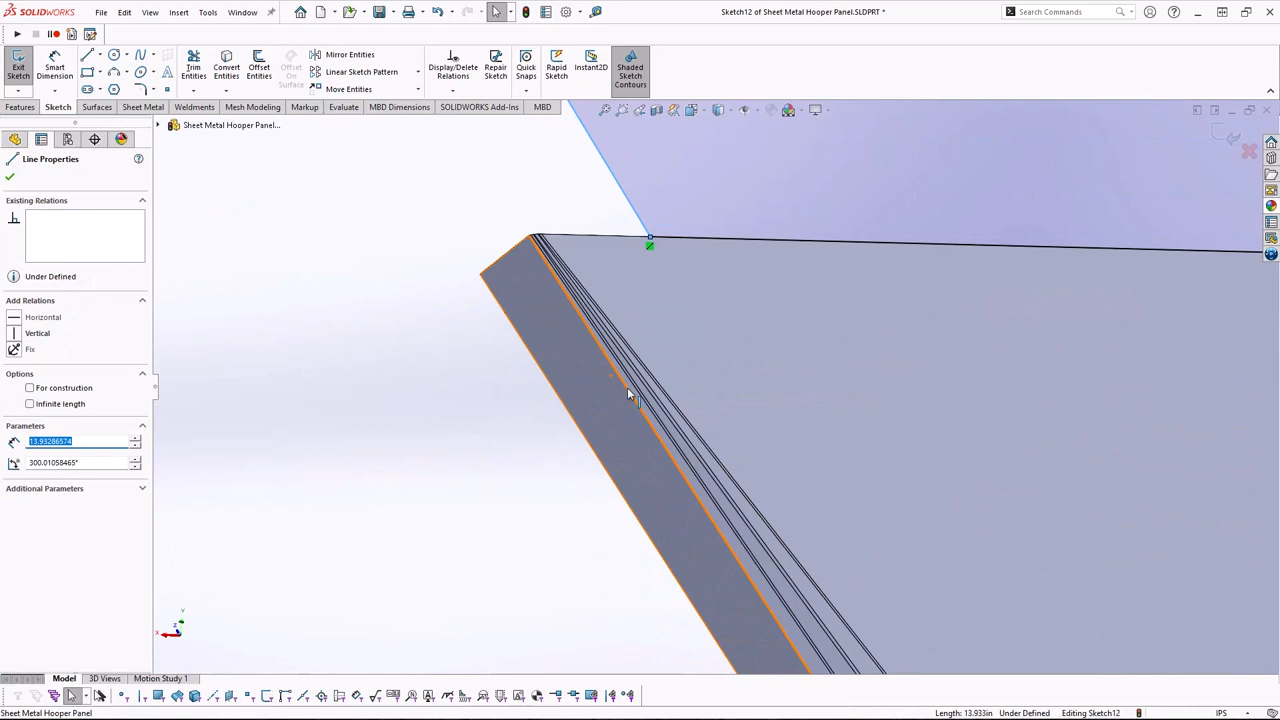 SOLIDWORKS
File
Edit
View
Insert
Tools
Window
Sketch12 of Sheet Metal Hooper Panel.SLDPRT *
Search Commands
Exit Sketch
Smart Dimension
Trim Entities
Convert Entities
Offset Entities
Offset On Surface
Mirror Entities
Linear Sketch Pattern
Move Entities
Display/Delete Relations
Repair Sketch
Quick Snaps
Rapid Sketch
Instant2D
Shaded Sketch Contours
Features
Sketch
Surfaces
Sheet Metal
Weldments
Mesh Modeling
Markup
Evaluate
MBD Dimensions
SOLIDWORKS Add-Ins
MBD
Sheet Metal Hooper Panel...
Line Properties
Existing Relations
Under Defined
Add Relations
Horizontal
Vertical
Fix
Options
For construction
Infinite length
Parameters
13.93286574
300.01058465°
Additional Parameters
Y
Z
X
Model
3D Views
Motion Study 1
Sheet Metal Hooper Panel
Length: 13.933in
Under Defined
Editing Sketch12
IPS